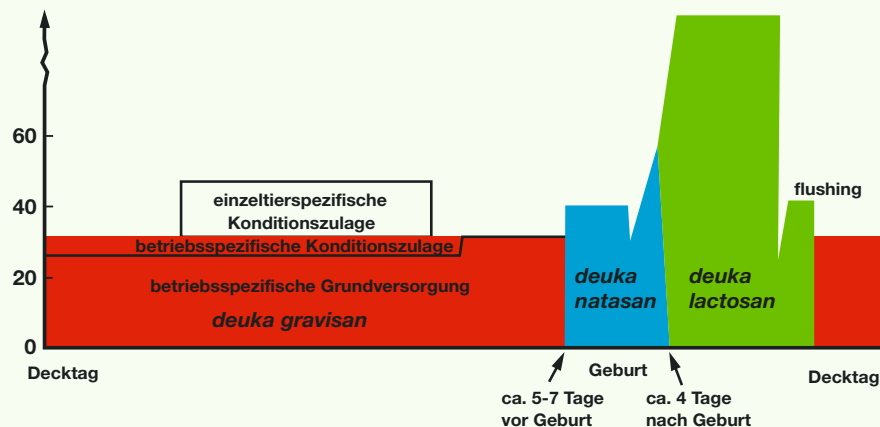 60
40
20
0
einzeltierspezifische
Konditionszulage
betriebsspezifische Konditionszulage
betriebsspezifische Grundversorgung
deuka gravisan
deuka
natasan
deuka
lactosan
flushing
Decktag
Geburt
Decktag
ca. 5-7 Tage
vor Geburt
ca. 4 Tage
nach Geburt